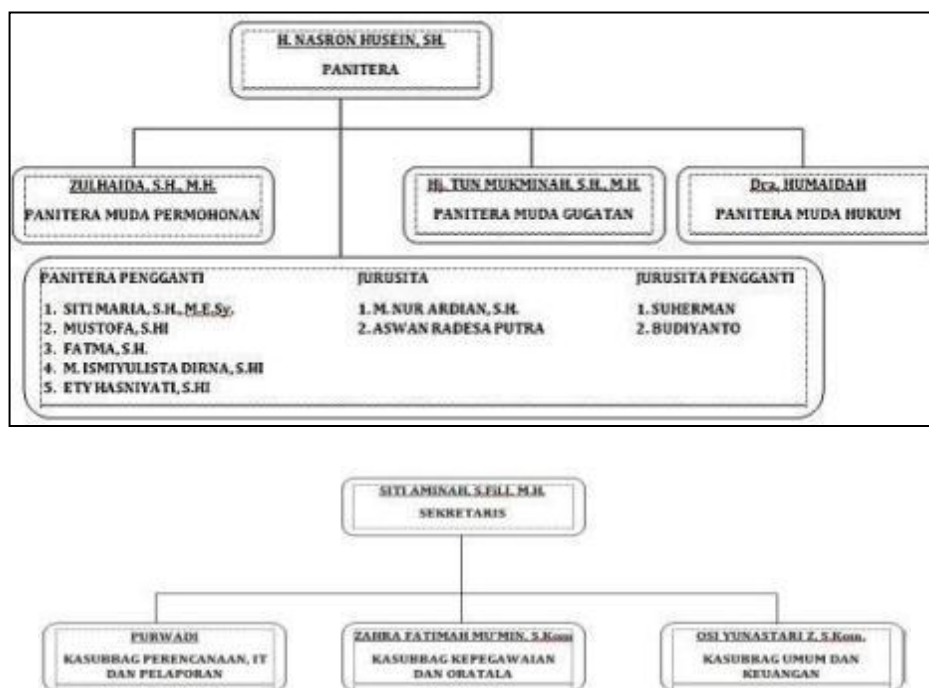 H. NASRON HUSEIN, SH.
PANITERA
ZULHAIDA, S.H., M.H.
PANITERA MUDA PERMOHONAN
Hj. TUN MUKMINAH, S.H., M.H.
PANITERA MUDA GUGATAN
Dra, HUMAIDAH
PANITERA MUDA HUKUM
PANITERA PENGGANTI
1. SITI MARIA, S.H., M.E.Sy.
2. MUSTOFA, S.HI
3. FATMA, S.H.
4. M. ISMIYULISTA DIRNA, S.HI
5. ETY HASNIYATI, S.HI
JURUSITA
1. M. NUR ARDIAN, S.H.
2. ASWAN RADESA PUTRA
JURUSITA PENGGANTI
1. SUHERMAN
2. BUDIYANTO
SITI AMINAH, S.Fil.I, M.H.
SEKRETARIS
PURWADI
KASUBBAG PERENCANAAN, IT
DAN PELAPORAN
ZAHRA FATIMAH MU'MIN, S.Kom
KASUBBAG KEPEGAWAIAN
DAN ORATALA
OSI YUNASTARI Z, S.Kom.
KASUBBAG UMUM DAN
KEUANGAN